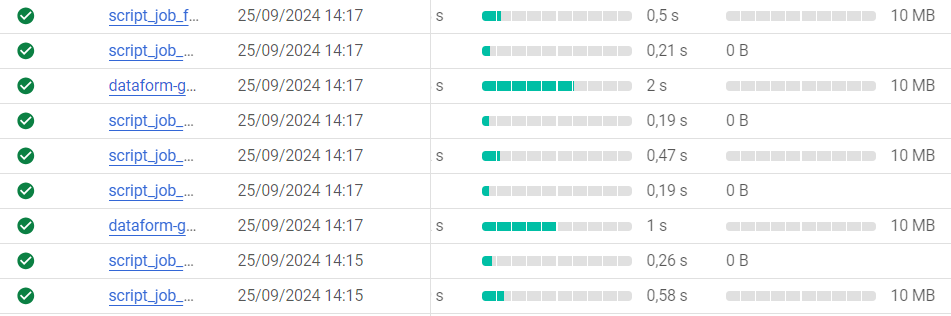 script_job_f... 25/09/2024 14:17 s 0,5 s 10 MB
script_job_... 25/09/2024 14:17 0,21 s 0 B
dataform-g... 25/09/2024 14:17 s 2 s 10 MB
script_job_... 25/09/2024 14:17 0,19 s 0 B
script_job_... 25/09/2024 14:17 s 0,47 s 10 MB
script_job_... 25/09/2024 14:17 0,19 s 0 B
dataform-g... 25/09/2024 14:17 s 1 s 10 MB
script_job_... 25/09/2024 14:15 0,26 s 0 B
script_job_... 25/09/2024 14:15 s 0,58 s 10 MB